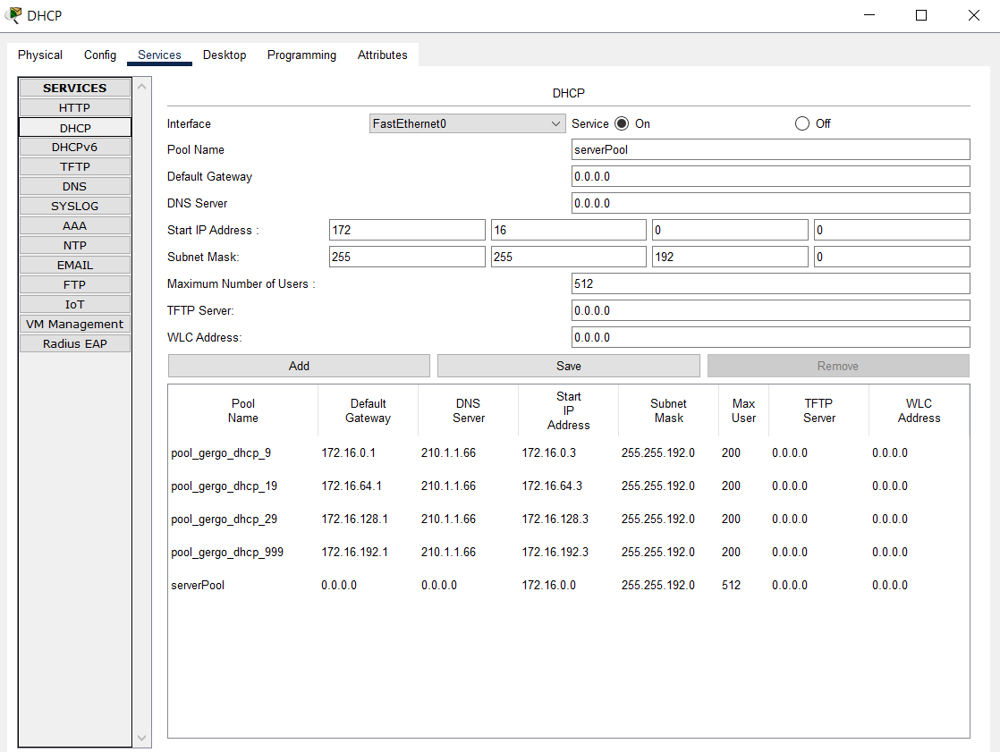 DHCP
Physical Config Services Desktop Programming Attributes
SERVICES
HTTP
DHCP
DHCPv6
TFTP
DNS
SYSLOG
AAA
NTP
EMAIL
FTP
IoT
VM Management
Radius EAP
DHCP
Interface FastEthernet0 Service On Off
Pool Name serverPool
Default Gateway 0.0.0.0
DNS Server 0.0.0.0
Start IP Address : 172 16 0 0
Subnet Mask: 255 255 192 0
Maximum Number of Users : 512
TFTP Server: 0.0.0.0
WLC Address: 0.0.0.0
Add Save Remove
Pool Name Default Gateway DNS Server Start IP Address Subnet Mask Max User TFTP Server WLC Address
pool_gergo_dhcp_9 172.16.0.1 210.1.1.66 172.16.0.3 255.255.192.0 200 0.0.0.0 0.0.0.0
pool_gergo_dhcp_19 172.16.64.1 210.1.1.66 172.16.64.3 255.255.192.0 200 0.0.0.0 0.0.0.0
pool_gergo_dhcp_29 172.16.128.1 210.1.1.66 172.16.128.3 255.255.192.0 200 0.0.0.0 0.0.0.0
pool_gergo_dhcp_999 172.16.192.1 210.1.1.66 172.16.192.3 255.255.192.0 200 0.0.0.0 0.0.0.0
serverPool 0.0.0.0 0.0.0.0 172.16.0.0 255.255.192.0 512 0.0.0.0 0.0.0.0